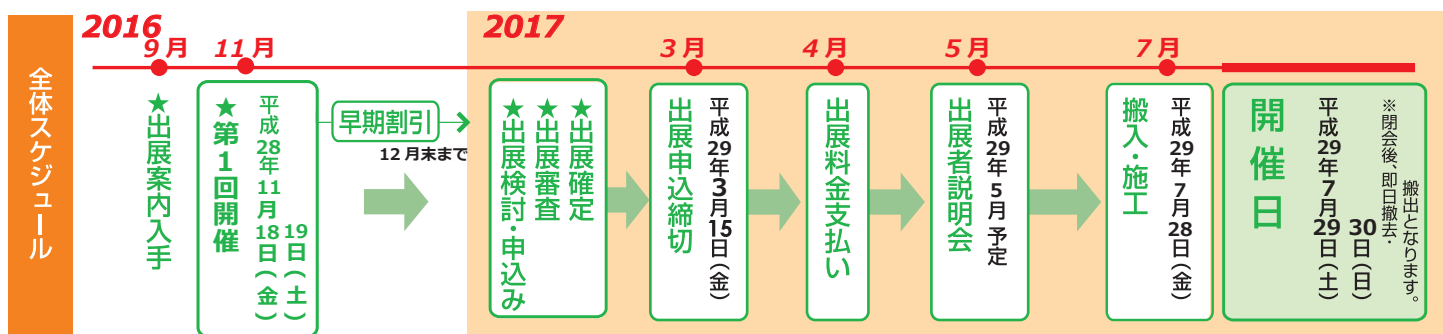 全体スケジュール
2016
9月
11月
2017
3月
4月
5月
7月
★出展案内入手
★第1回開催
平成28年11月18日(金)
19日(土)
早期割引
12月末まで
★出展確定
★出展審査
★出展検討・申込み
平成29年3月15日(金)
出展申込締切
出展料金支払い
平成29年 5月 予定
出展者説明会
平成29年 7月28日(金)
搬入・施工
開催日
平成29年7月29日(土)
30日(日)
※閉会後、即日撤去・
搬出となります。